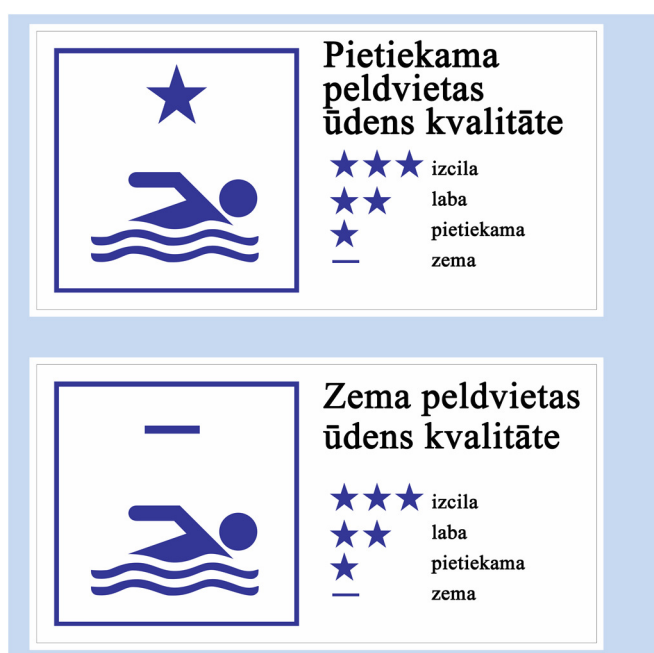 Pietiekama
peldvietas
ūdens kvalitāte
izcila
laba
pietiekama
zema
Zema peldvietas
ūdens kvalitāte
izcila
laba
pietiekama
zema